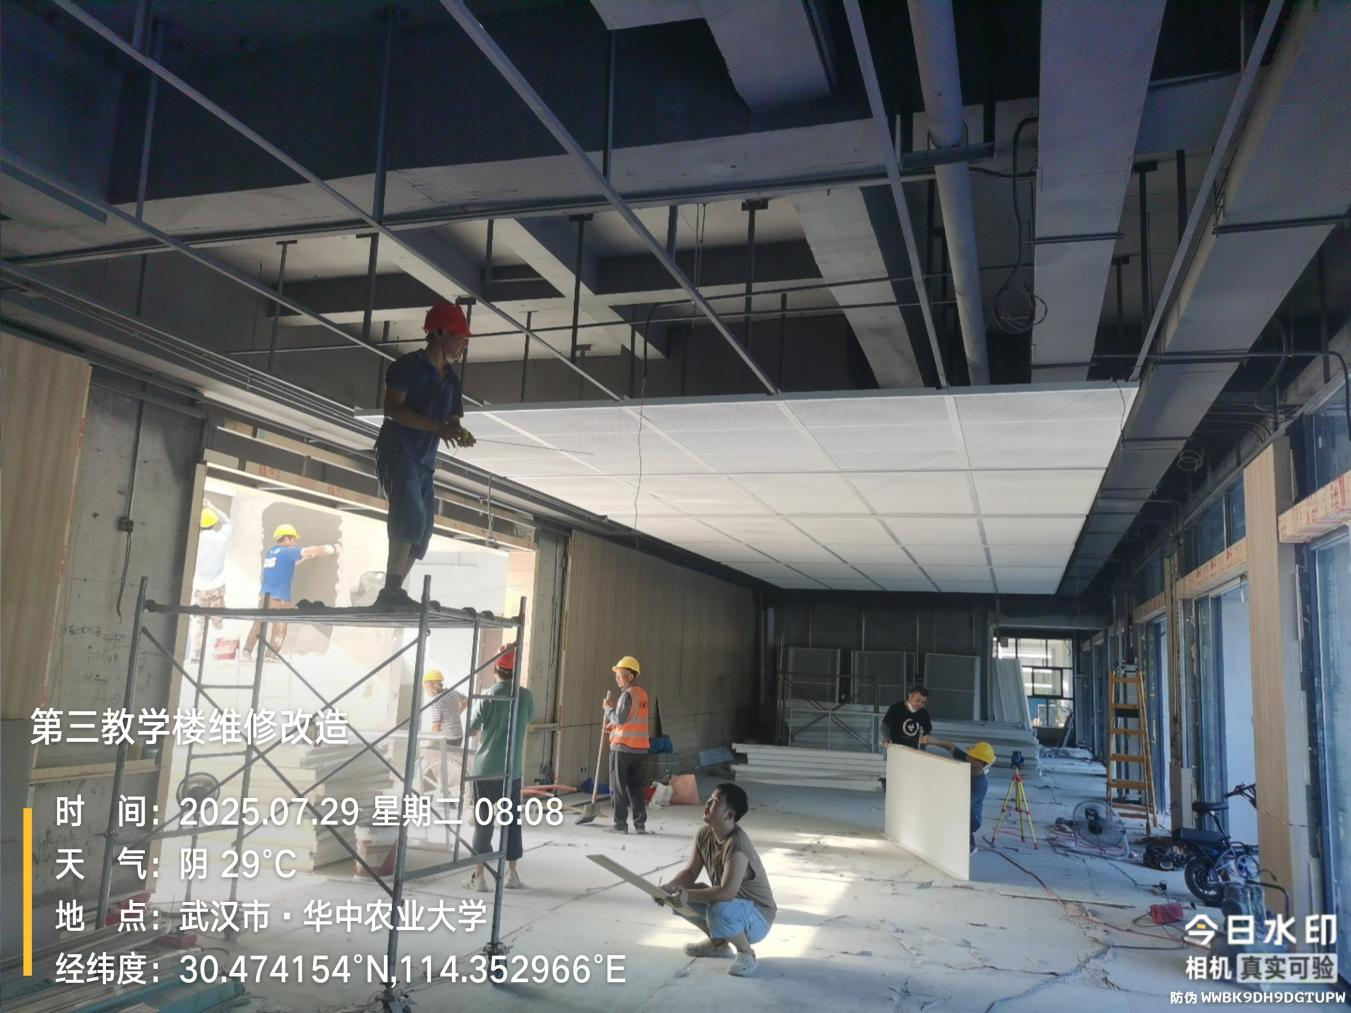 第三教学楼维修改造
时 间：2025.07.29 星期二 08:08
天 气：阴 29°C
地 点：武汉市·华中农业大学
经纬度：30.474154°N,114.352966°E
今日水印
相机 真实可验
防伪 WWBK9DH9DGTUPW